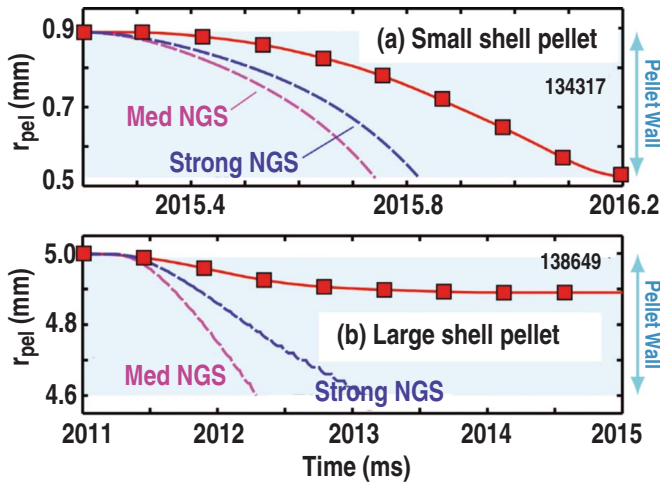 0.9
0.7
0.5
r_pel (mm)
(a) Small shell pellet
134317
Med NGS
Strong NGS
Pellet Wall
2015.4
2015.8
2016.2
5.0
4.8
4.6
r_pel (mm)
138649
(b) Large shell pellet
Med NGS
Strong NGS
Pellet Wall
2011
2012
2013
2014
2015
Time (ms)